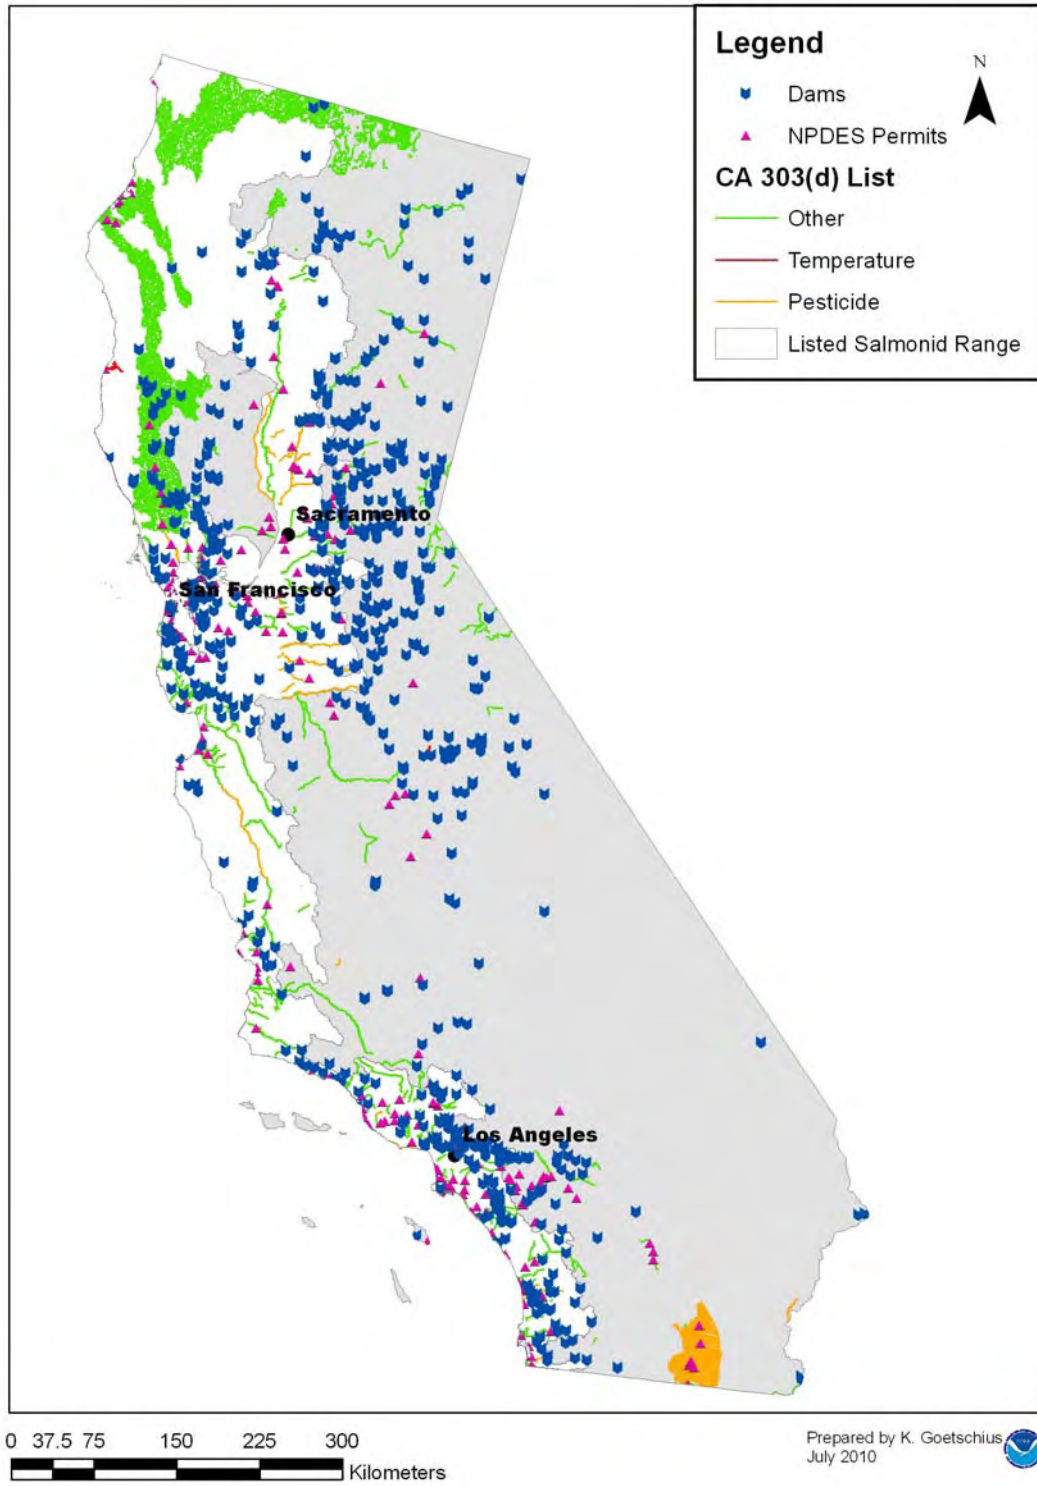 Legend
N
Dams
NPDES Permits
CA 303(d) List
Other
Temperature
Pesticide
Listed Salmonid Range
Sacramento
San Francisco
Los Angeles
0 37.5 75 150 225 300
Kilometers
Prepared by K. Goetschius
July 2010